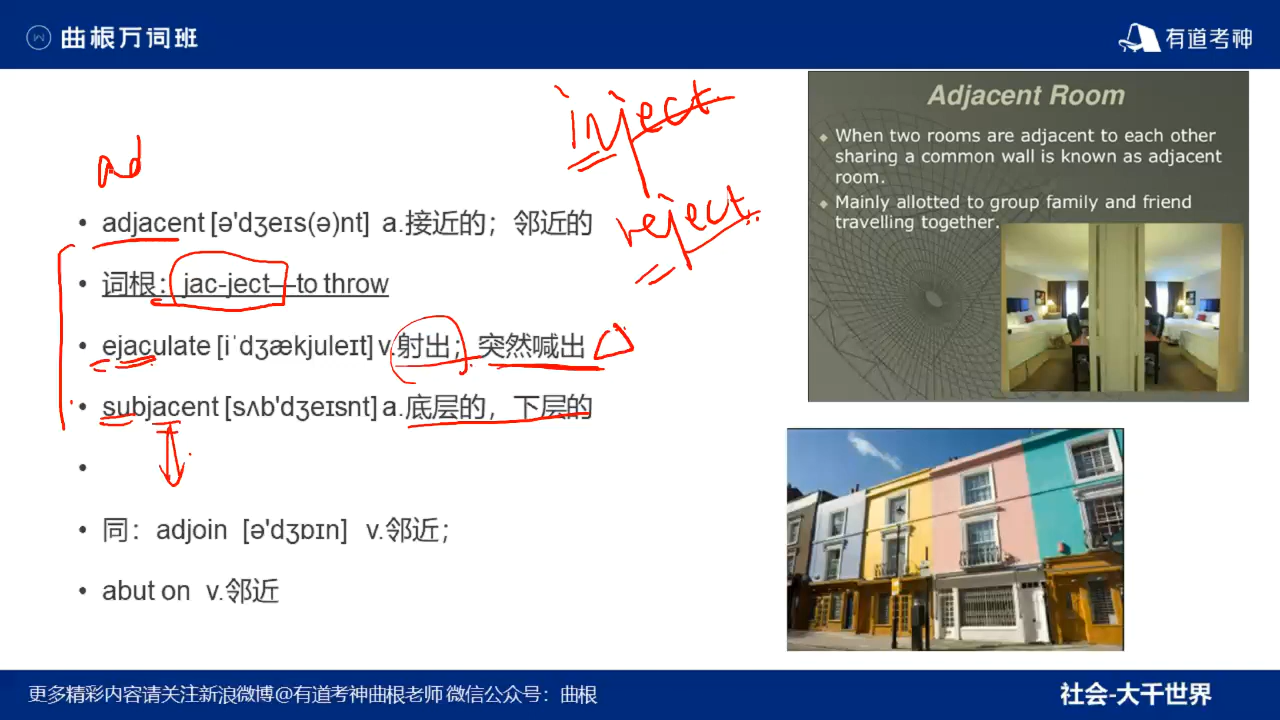 曲根万词班
有道考神
inject
ad
reject
adjacent [ə'dʒeɪs(ə)nt] a.接近的；邻近的
词根：jac-ject—to throw
ejaculate [iˈdʒækjuleɪt] v.射出；突然喊出
subjacent [sʌb'dʒeɪsnt] a.底层的，下层的
同：adjoin [ə'dʒɒɪn] v.邻近；
abut on v.邻近
Adjacent Room
When two rooms are adjacent to each other
sharing a common wall is known as adjacent
room.
Mainly allotted to group family and friend
travelling together.
更多精彩内容请关注新浪微博@有道考神曲根老师 微信公众号：曲根
社会-大千世界